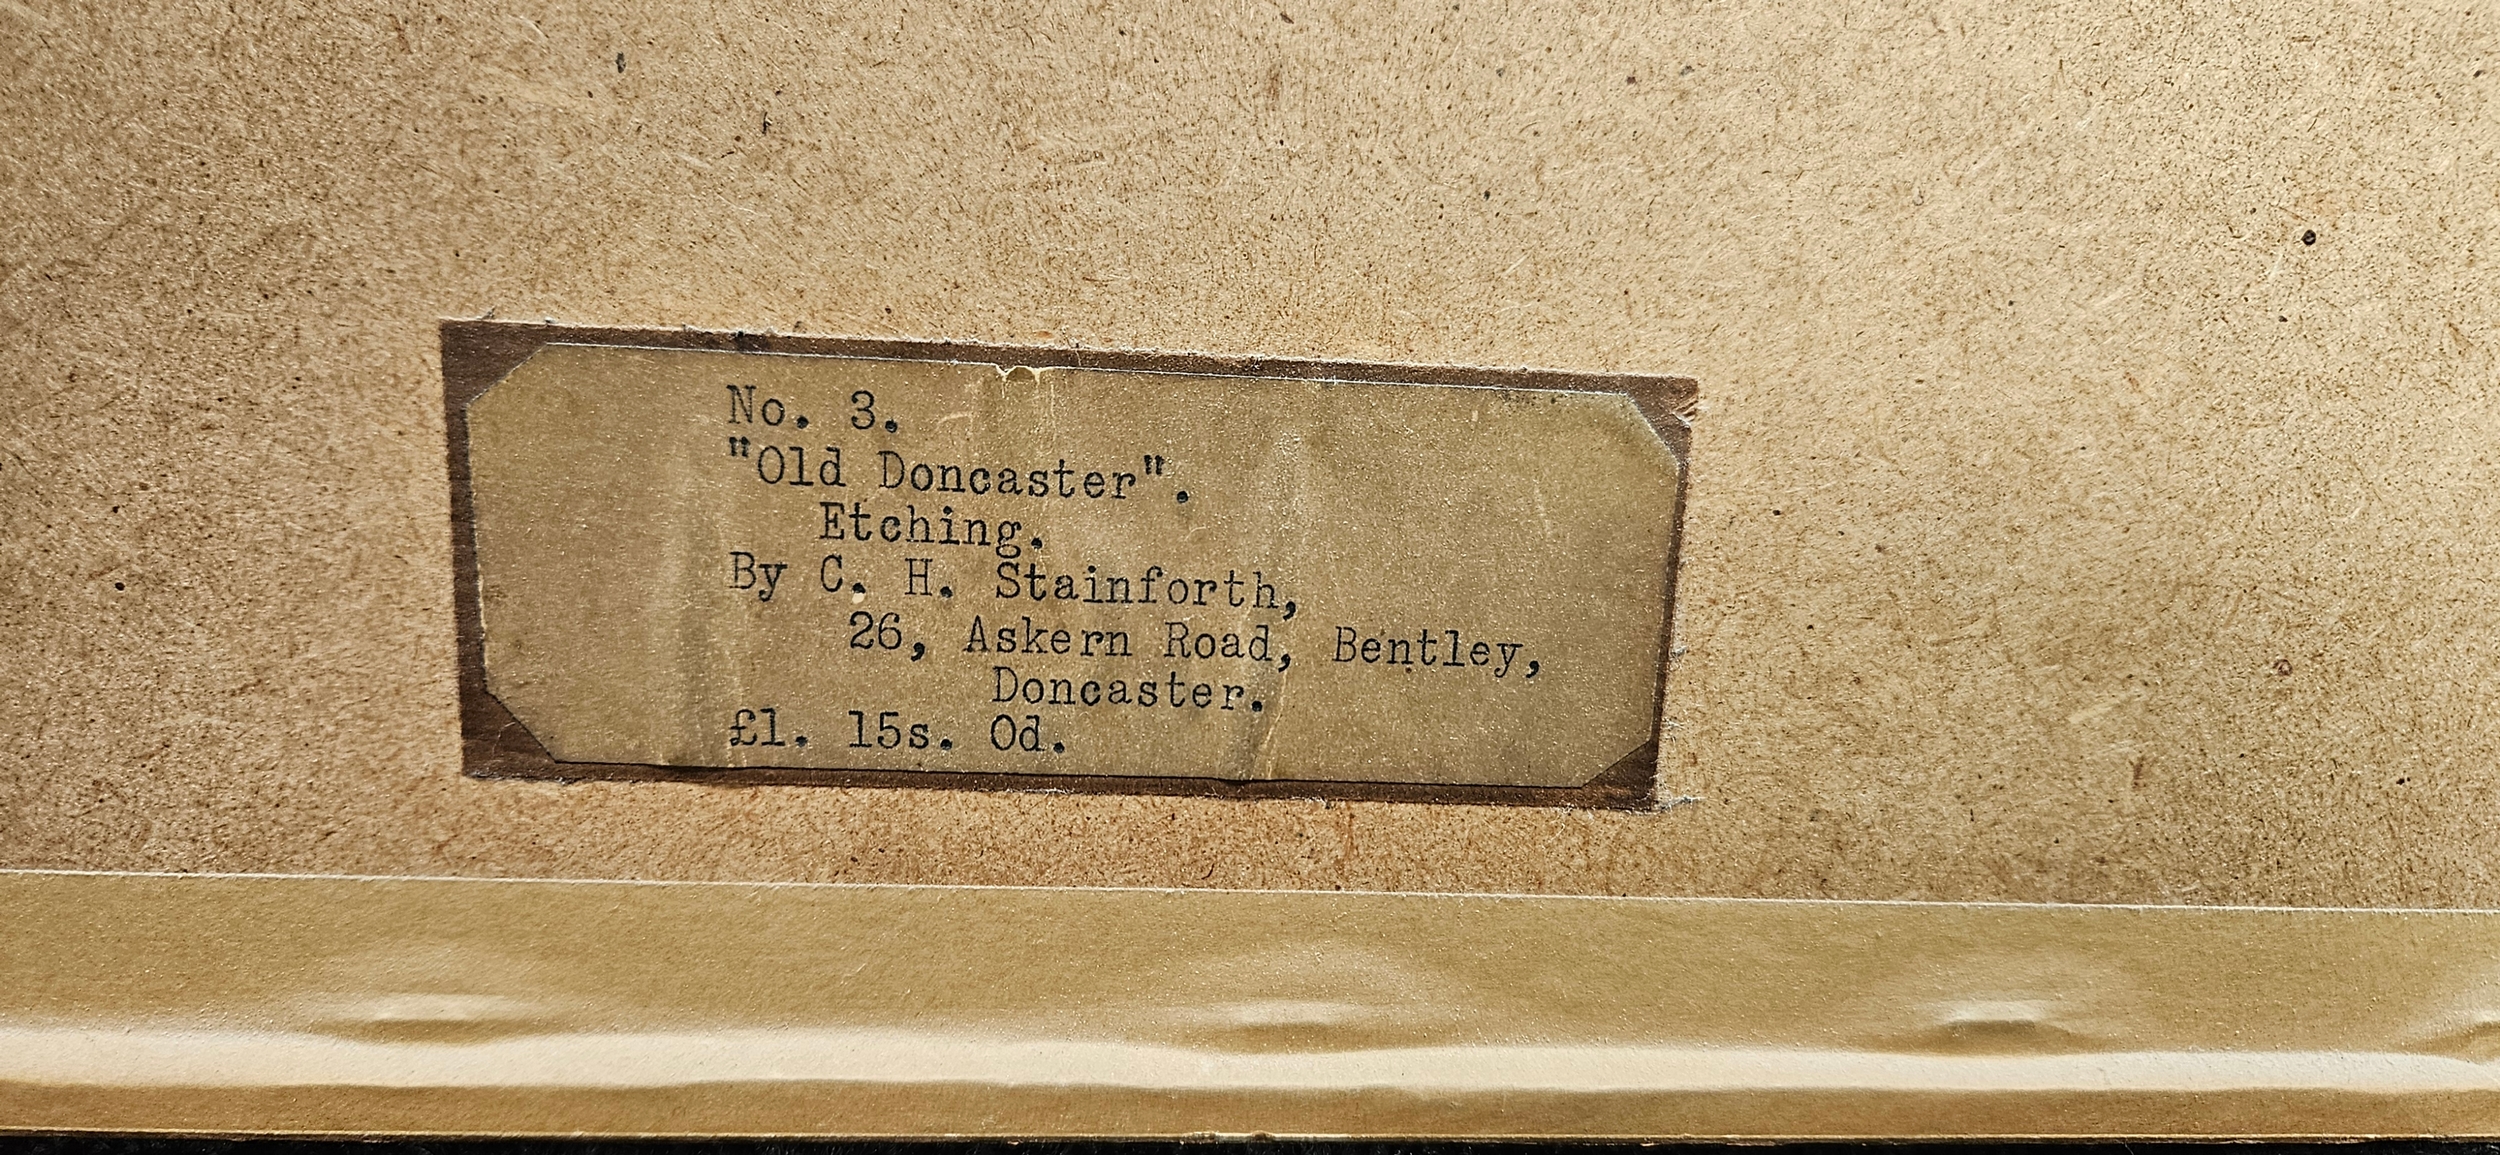 No. 3.
"Old Doncaster".
Etching.
By C. H. Stainforth,
26, Askern Road, Bentley,
Doncaster.
£1. 15s. 0d.